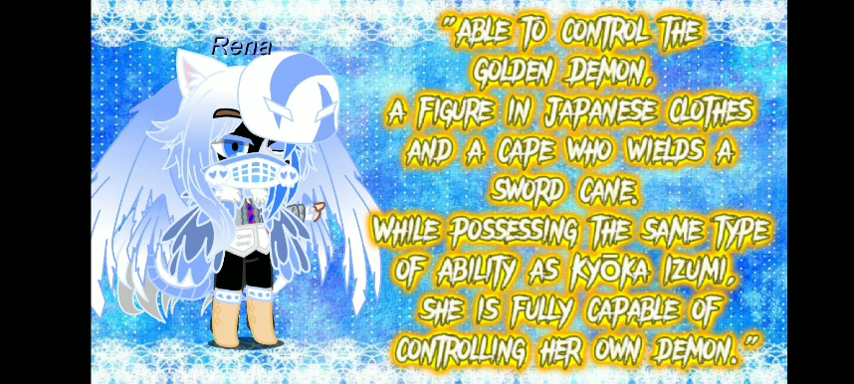 Rena
"ABLE TŌ CONTROL THE
GOLDEN DEMON,
A FIGURE IN JAPANESE CLOTHES
AND A CAPE WHO WIELDS A
SWORD CANE.
WHILE POSSESSING THE SAME TYPE
OF ABILITY AS KYŌKA IZUMI,
SHE IS FULLY CAPABLE OF
CONTROLLING HER OWN DEMON."